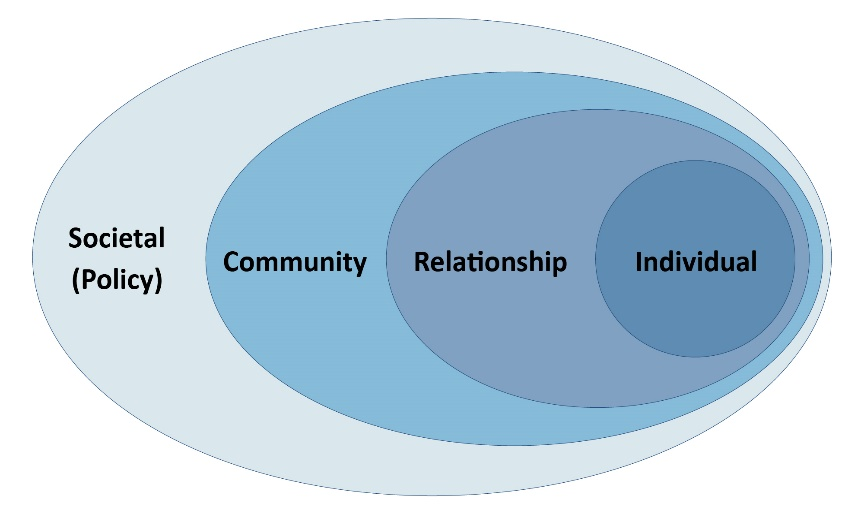 Societal
(Policy)
Community
Relationship
Individual